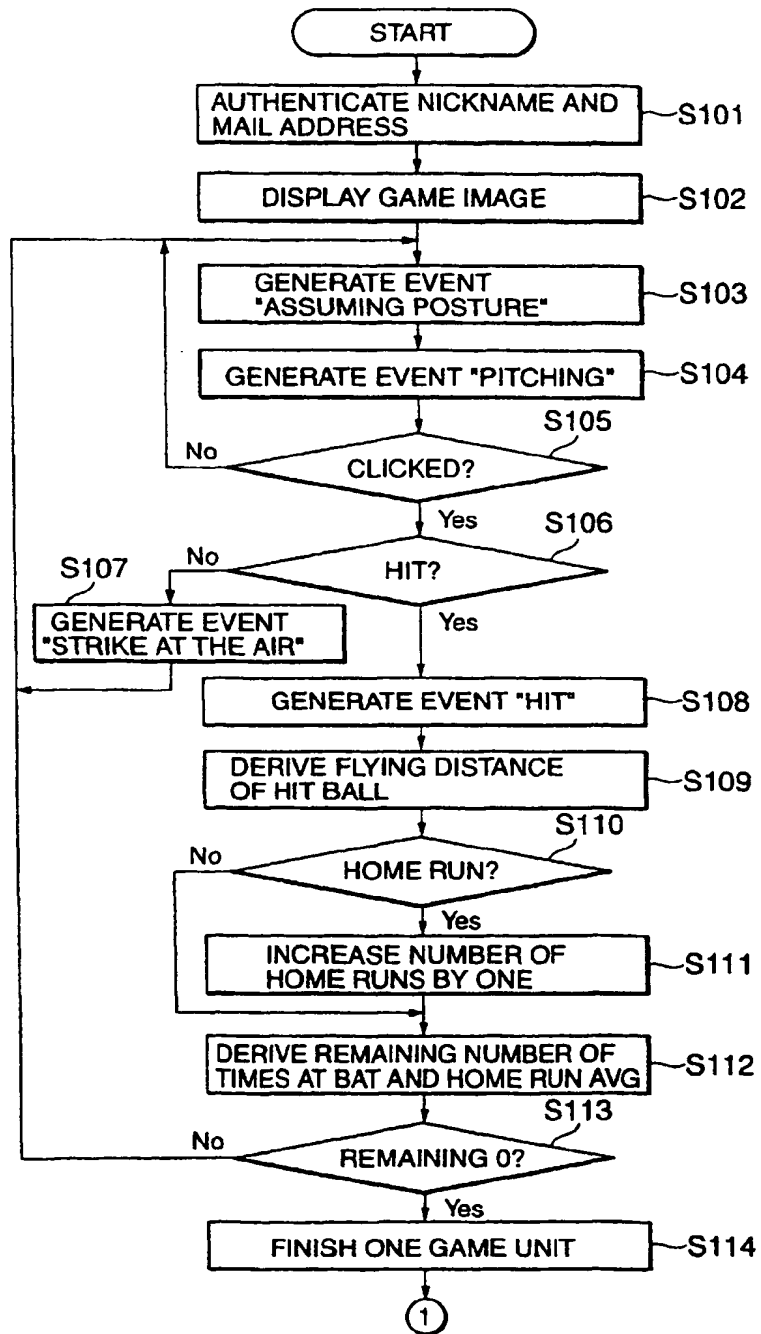 START
AUTHENTICATE NICKNAME AND
MAIL ADDRESS
S101
DISPLAY GAME IMAGE
S102
GENERATE EVENT
"ASSUMING POSTURE"
S103
GENERATE EVENT "PITCHING"
S104
S105
No
CLICKED?
Yes
S106
No
HIT?
Yes
S107
GENERATE EVENT
"STRIKE AT THE AIR"
GENERATE EVENT "HIT"
S108
DERIVE FLYING DISTANCE
OF HIT BALL
S109
S110
No
HOME RUN?
Yes
INCREASE NUMBER OF
HOME RUNS BY ONE
S111
DERIVE REMAINING NUMBER OF
TIMES AT BAT AND HOME RUN AVG
S112
S113
No
REMAINING 0?
Yes
FINISH ONE GAME UNIT
S114
1